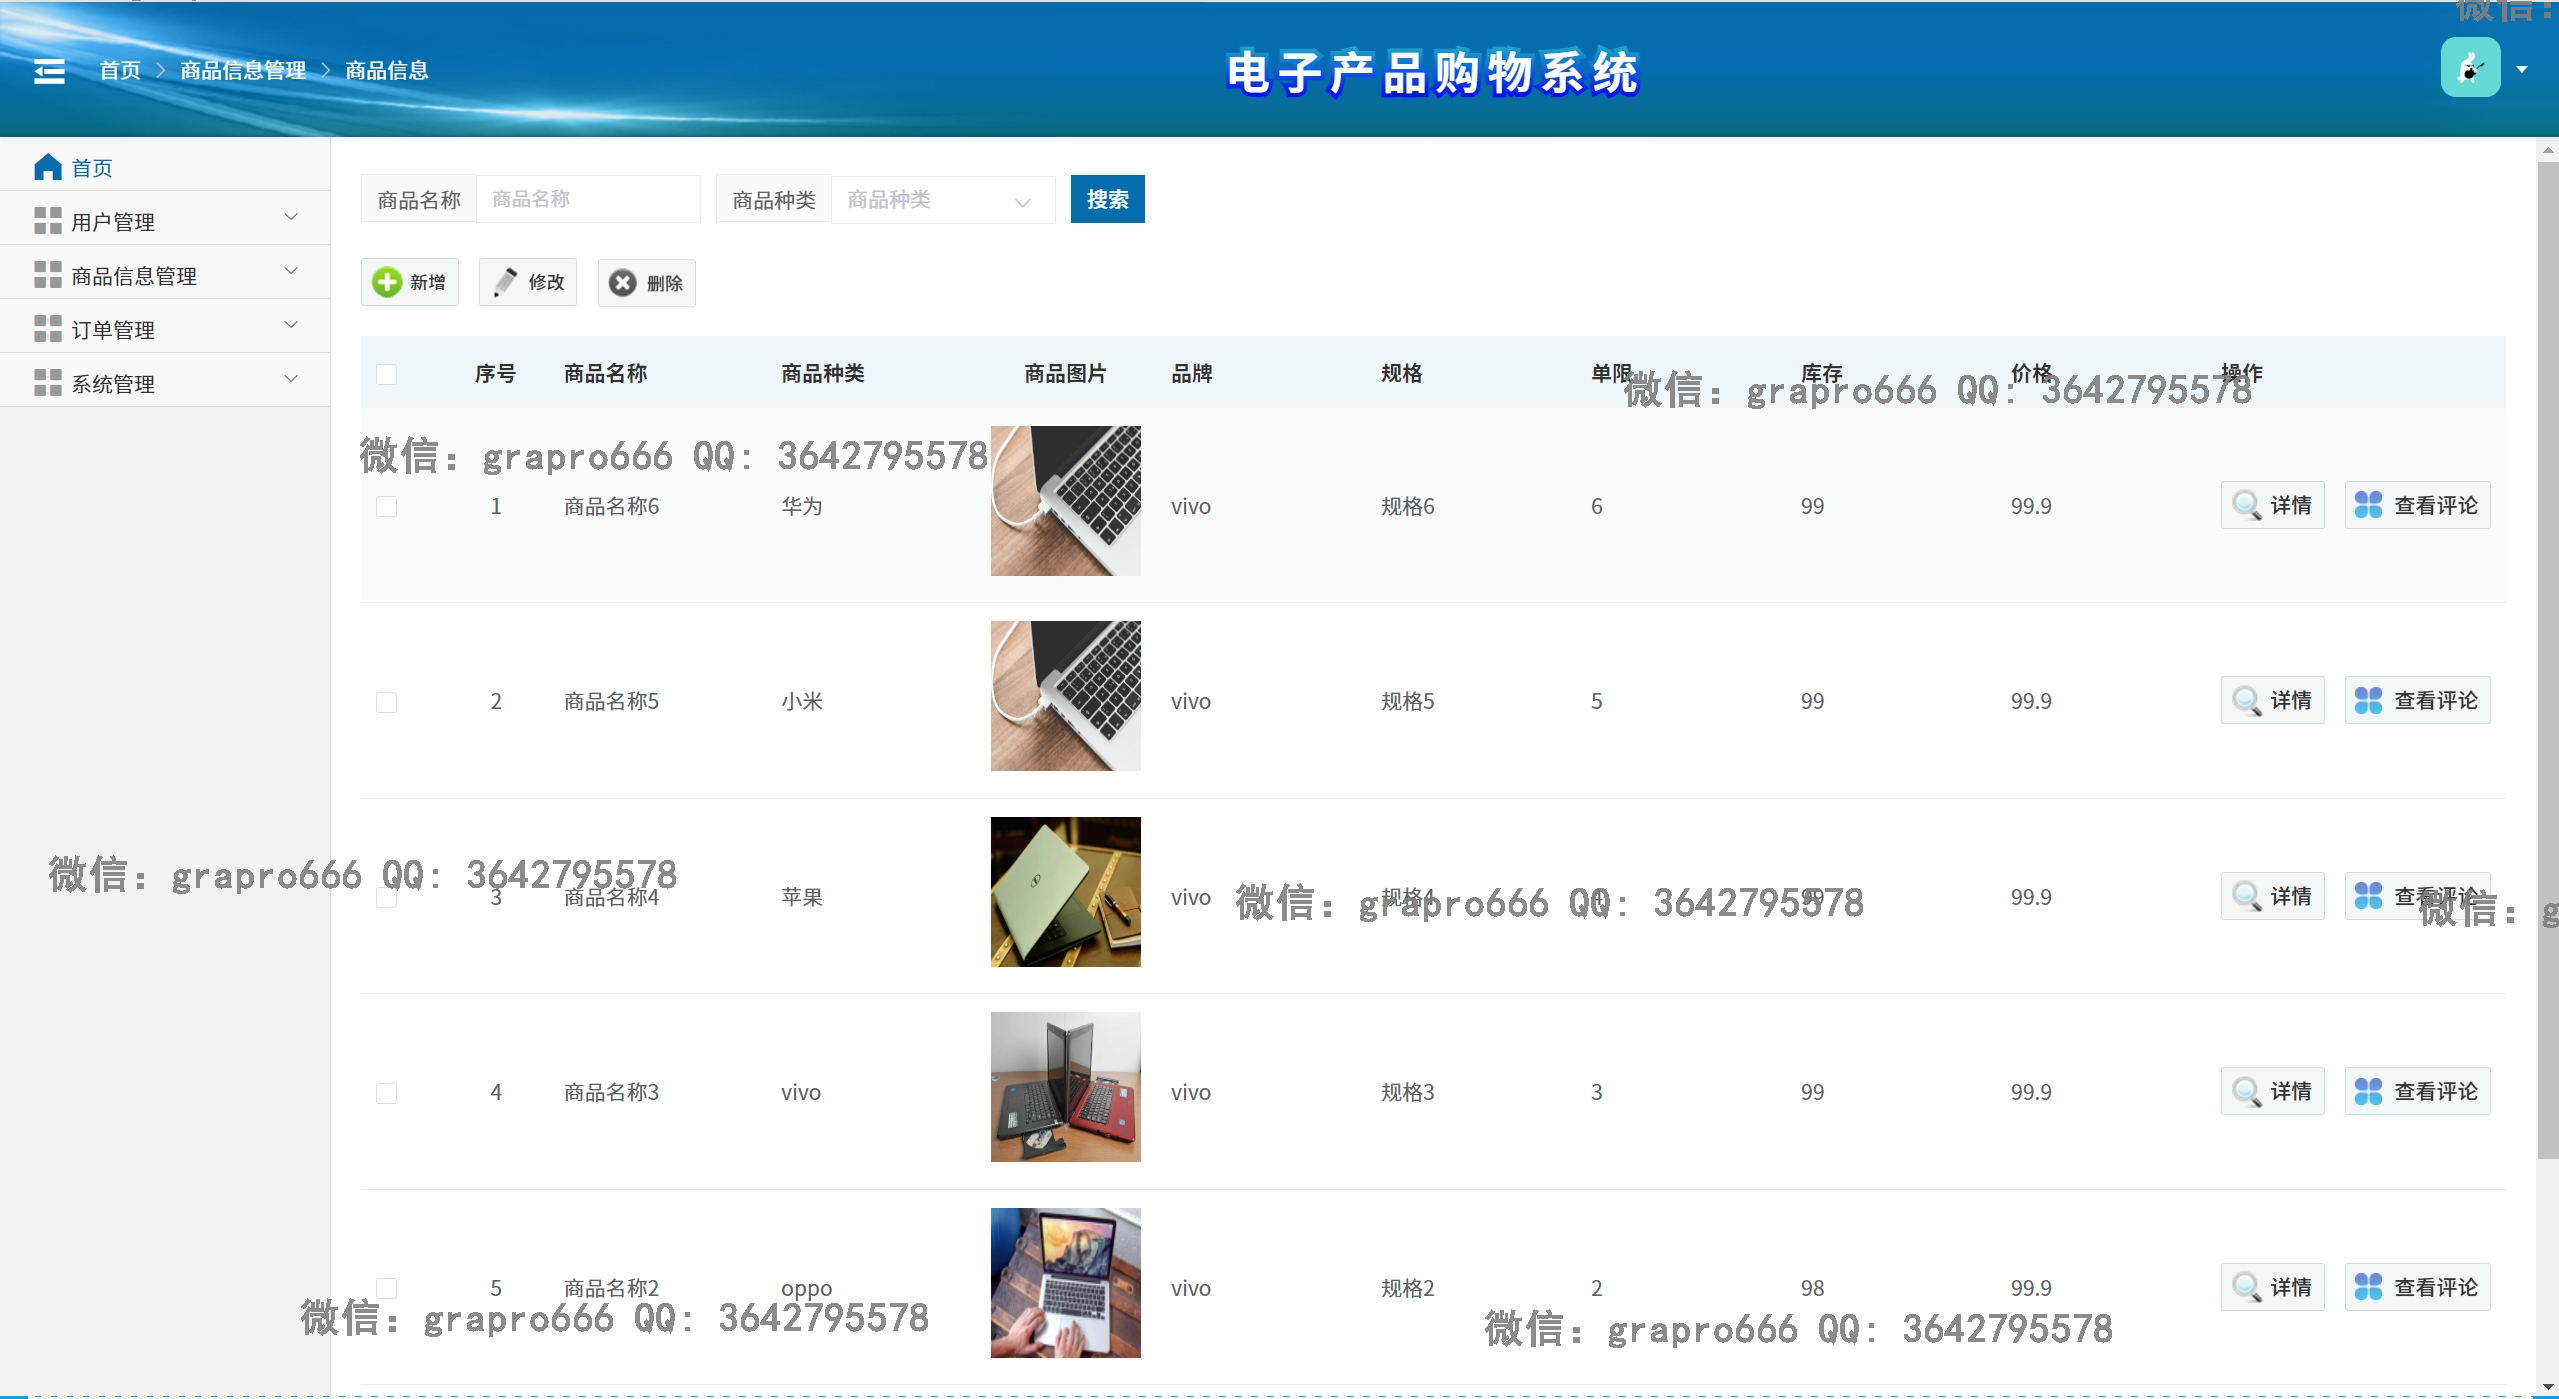 微信：
首页 > 商品信息管理 > 商品信息
电子产品购物系统
首页
用户管理
商品信息管理
订单管理
系统管理
商品名称 商品名称 商品种类 商品种类 搜索
新增 修改 删除
序号 商品名称 商品种类 商品图片 品牌 规格 单限 库存 价格 操作
微信：grapro666 QQ: 3642795578
微信：grapro666 QQ: 3642795578
1 商品名称6 华为 vivo 规格6 6 99 99.9 详情 查看评论
2 商品名称5 小米 vivo 规格5 5 99 99.9 详情 查看评论
微信：grapro666 QQ: 3642795578
3 商品名称4 苹果 vivo 规格4 4 99 99.9 详情 查看评论
微信：grapro666 QQ: 3642795578
微信：g
4 商品名称3 vivo vivo 规格3 3 99 99.9 详情 查看评论
5 商品名称2 oppo vivo 规格2 2 98 99.9 详情 查看评论
微信：grapro666 QQ: 3642795578
微信：grapro666 QQ: 3642795578